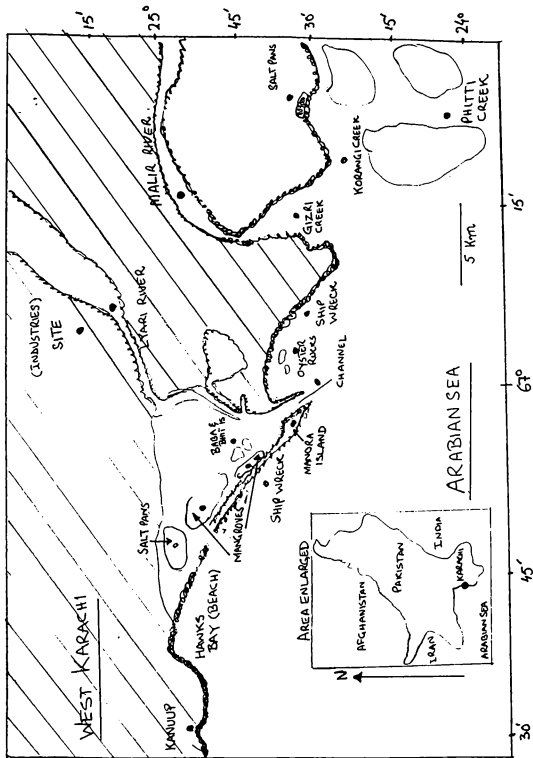 WEST KARACHI
(INDUSTRIES)
SITE
LYARI RIVER
MALIR RIVER
SALT PANS
KANUUP
HAWKS
BAY (BEACH)
SALT PANS
MANGROVES
BABA &
BHIT IS
SHIP WRECK
MANORA
ISLAND
CHANNEL
OYSTER
ROCKS
SHIP
WRECK
GIZRI
CREEK
KORANGI CREEK
PHITTI
CREEK
ARABIAN SEA
5 Km
AREA ENLARGED
AFGHANISTAN
PAKISTAN
INDIA
IRAN
KARACHI
ARABIAN SEA
N
15'
25°
45'
30'
15'
24°
30'
45'
67°
15'